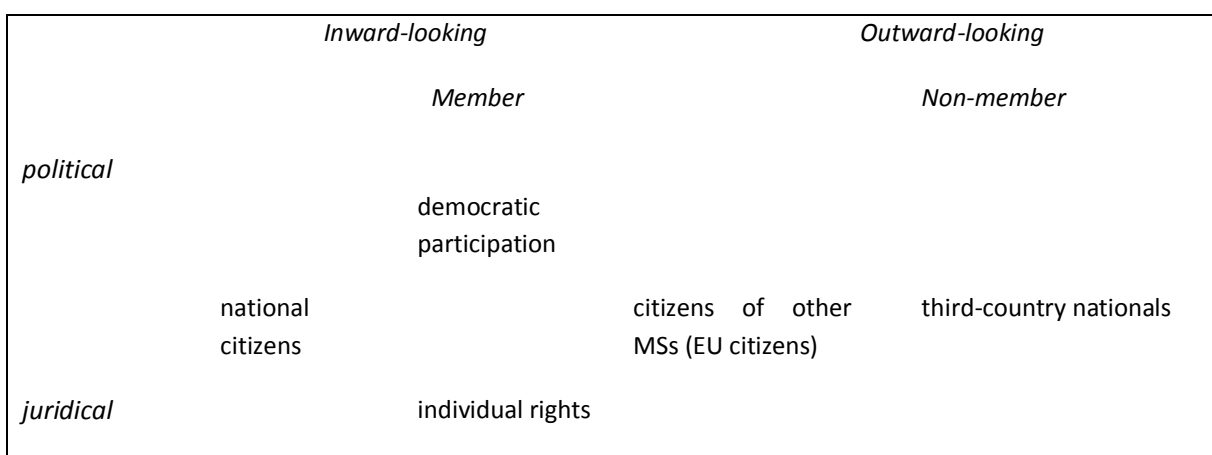 Inward-looking Outward-looking
Member Non-member
political
democratic
participation
national citizens of other third-country nationals
citizens MSs (EU citizens)
juridical individual rights